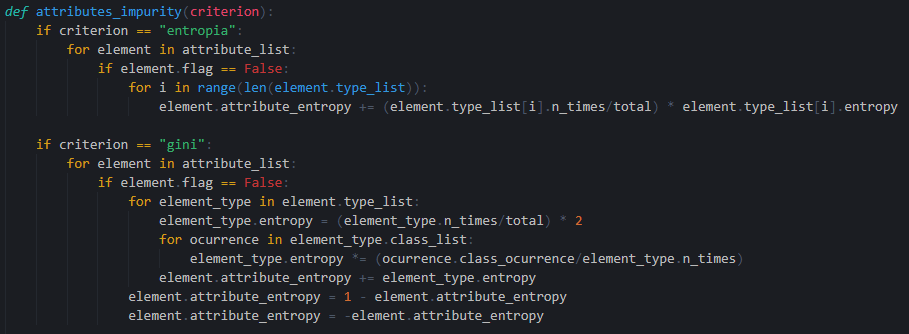 def attributes_impurity(criterion):
    if criterion == "entropia":
        for element in attribute_list:
            if element.flag == False:
                for i in range(len(element.type_list)):
                    element.attribute_entropy += (element.type_list[i].n_times/total) * element.type_list[i].entropy

    if criterion == "gini":
        for element in attribute_list:
            if element.flag == False:
                for element_type in element.type_list:
                    element_type.entropy = (element_type.n_times/total) * 2
                    for ocurrence in element_type.class_list:
                        element_type.entropy *= (ocurrence.class_ocurrence/element_type.n_times)
                    element.attribute_entropy += element_type.entropy
                element.attribute_entropy = 1 - element.attribute_entropy
                element.attribute_entropy = -element.attribute_entropy